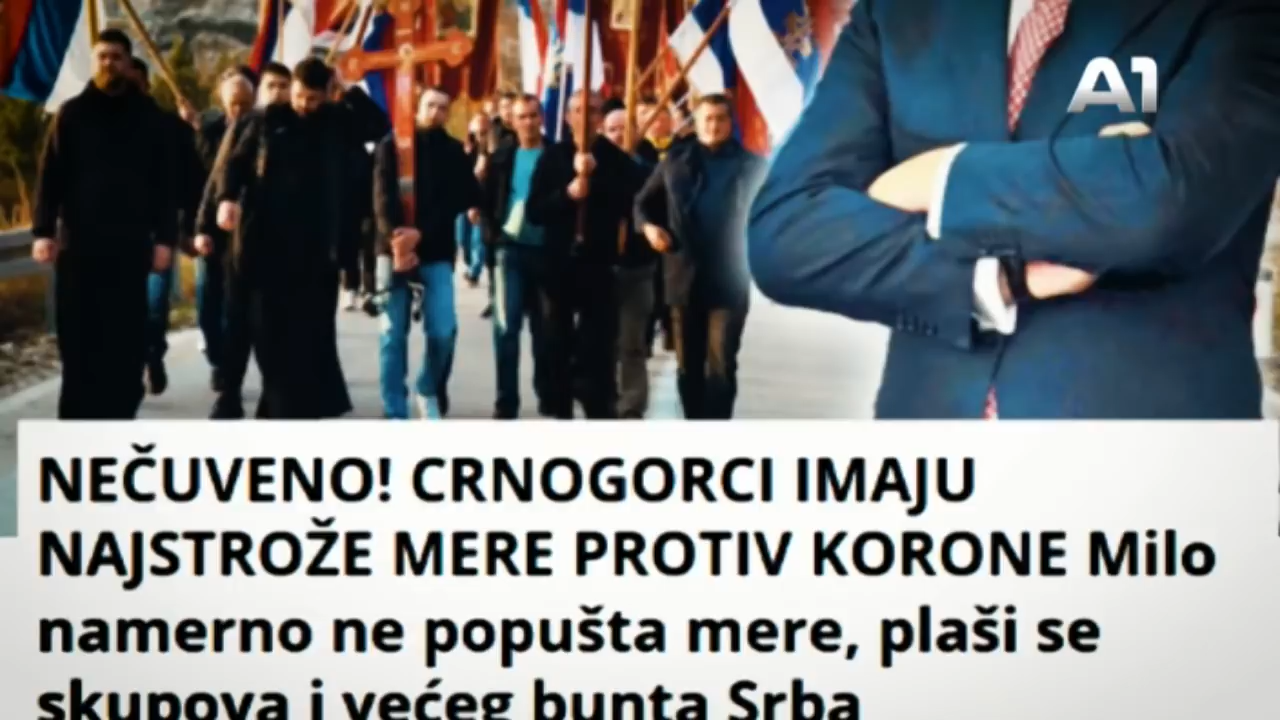 A1
NEČUVENO! CRNOGORCI IMAJU
NAJSTROŽE MERE PROTIV KORONE Milo
namerno ne popušta mere, plaši se
skupova i većeg bunta Srba